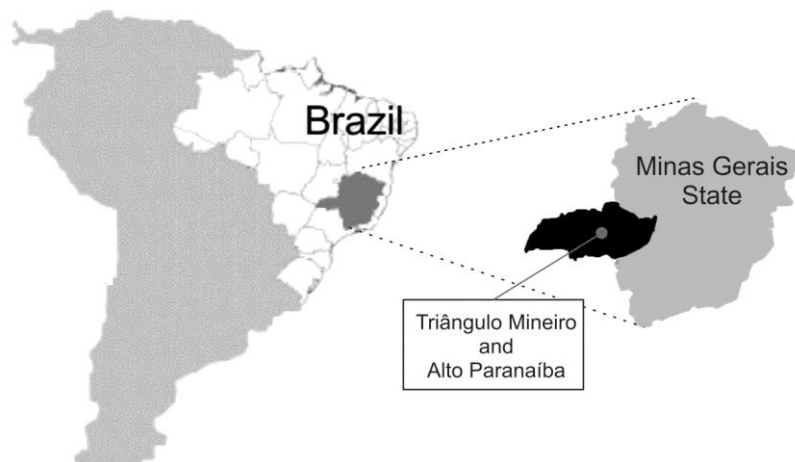 Brazil
Minas Gerais
State
Triângulo Mineiro
and
Alto Paranaíba